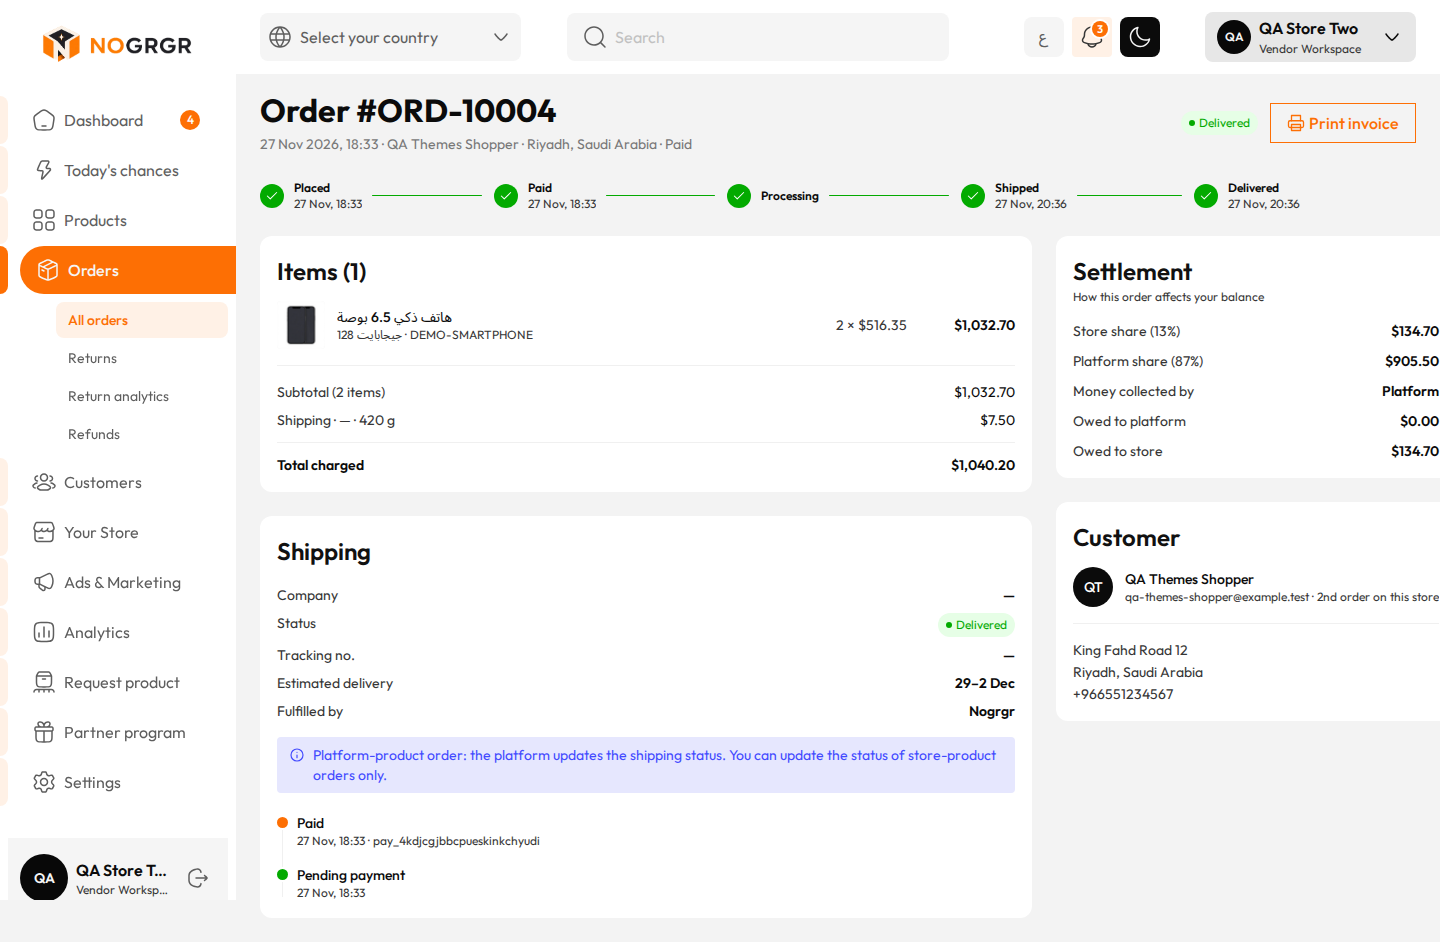 NOGRGR
Select your country
Search
ع
3
QA
QA Store Two
Vendor Workspace
Dashboard
4
Today's chances
Products
Orders
All orders
Returns
Return analytics
Refunds
Customers
Your Store
Ads & Marketing
Analytics
Request product
Partner program
Settings
QA
QA Store T...
Vendor Worksp...
Order #ORD-10004
27 Nov 2026, 18:33 · QA Themes Shopper · Riyadh, Saudi Arabia · Paid
Delivered
Print invoice
Placed
27 Nov, 18:33
Paid
27 Nov, 18:33
Processing
Shipped
27 Nov, 20:36
Delivered
27 Nov, 20:36
Items (1)
هاتف ذكي 6.5 بوصة
128 جيجابايت · DEMO-SMARTPHONE
2 × $516.35
$1,032.70
Subtotal (2 items)
$1,032.70
Shipping · — · 420 g
$7.50
Total charged
$1,040.20
Shipping
Company
—
Status
Delivered
Tracking no.
—
Estimated delivery
29–2 Dec
Fulfilled by
Nogrgr
Platform-product order: the platform updates the shipping status. You can update the status of store-product
orders only.
Paid
27 Nov, 18:33 · pay_4kdjcgjbbcpueskinkchyudi
Pending payment
27 Nov, 18:33
Settlement
How this order affects your balance
Store share (13%)
$134.70
Platform share (87%)
$905.50
Money collected by
Platform
Owed to platform
$0.00
Owed to store
$134.70
Customer
QT
QA Themes Shopper
qa-themes-shopper@example.test · 2nd order on this store
King Fahd Road 12
Riyadh, Saudi Arabia
+966551234567